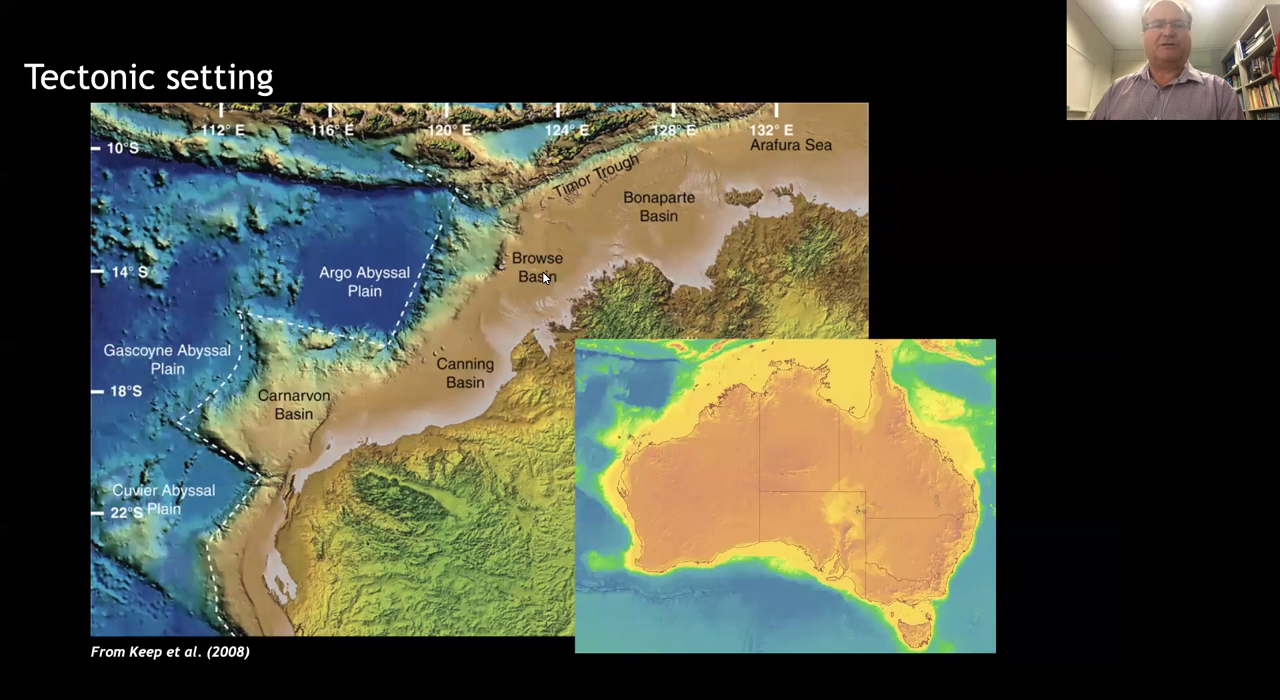 Tectonic setting
112° E
116° E
120° E
124° E
128° E
132° E
10°S
Arafura Sea
Timor Trough
Bonaparte
Basin
Browse
Basin
14° S
Argo Abyssal
Plain
Gascoyne Abyssal
Plain
Canning
Basin
18°S
Carnarvon
Basin
Cuvier Abyssal
Plain
22°S
From Keep et al. (2008)